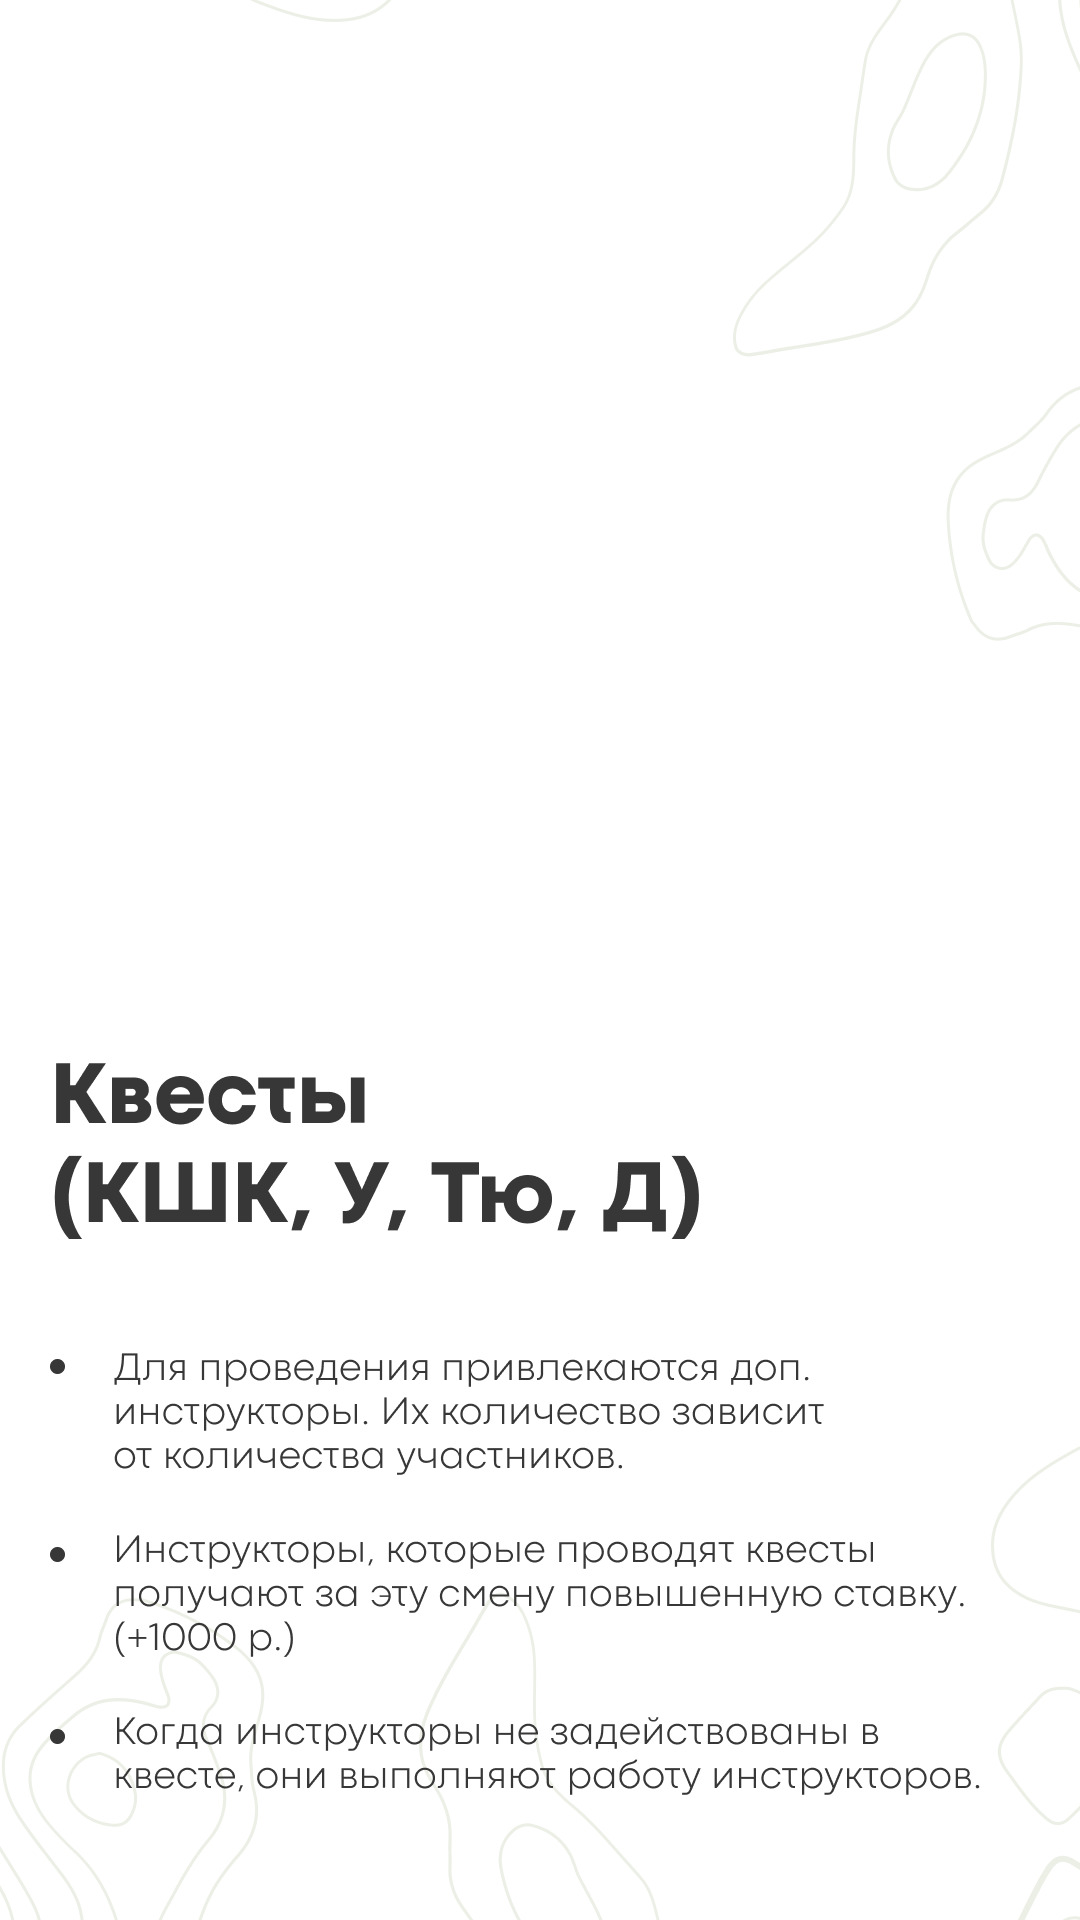 Квесты
(КШК, У, Тю, Д)
• Для проведения привлекаются доп.
инструкторы. Их количество зависит
от количества участников.
• Инструкторы, которые проводят квесты
получают за эту смену повышенную ставку.
(+1000 р.)
• Когда инструкторы не задействованы в
квесте, они выполняют работу инструкторов.